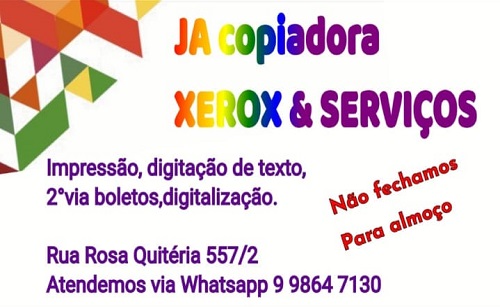 JA copiadora
XEROX & SERVIÇOS
Impressão, digitação de texto,
2°via boletos,digitalização.
Não fechamos
Para almoço
Rua Rosa Quitéria 557/2
Atendemos via Whatsapp 9 9864 7130